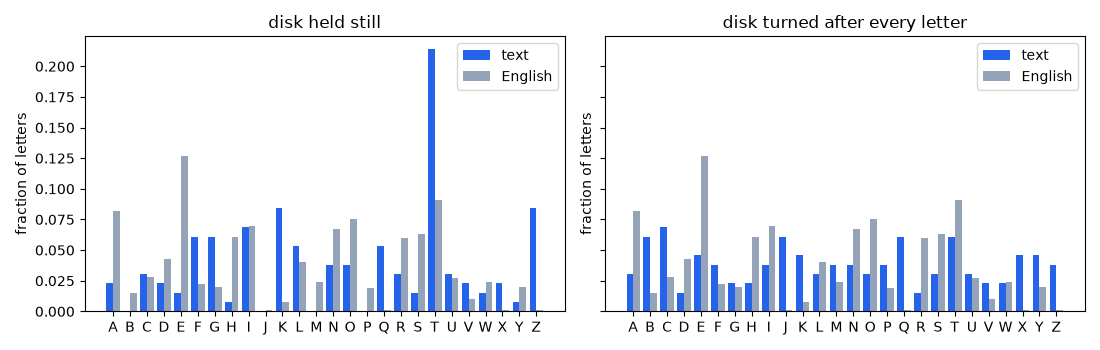 disk held still
disk turned after every letter
fraction of letters
0.200
0.175
0.150
0.125
0.100
0.075
0.050
0.025
0.000
text
English
A B C D E F G H I J K L M N O P Q R S T U V W X Y Z
fraction of letters
text
English
A B C D E F G H I J K L M N O P Q R S T U V W X Y Z